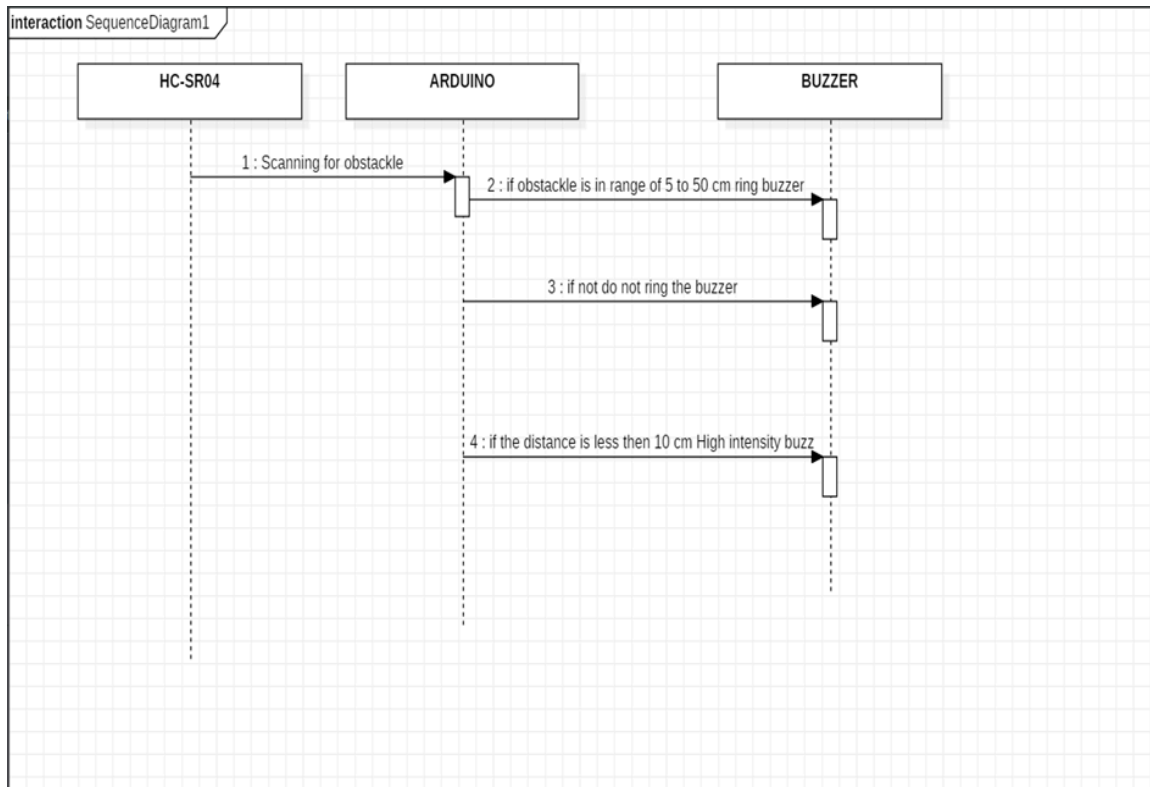 interaction SequenceDiagram1
HC-SR04
ARDUINO
BUZZER
1 : Scanning for obstackle
2 : if obstackle is in range of 5 to 50 cm ring buzzer
3 : if not do not ring the buzzer
4 : if the distance is less then 10 cm High intensity buzz